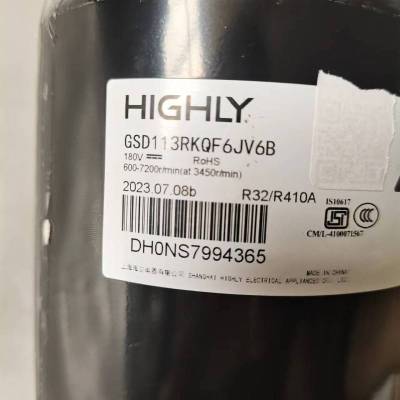 HIGHLY
GSD113RKQF6JV6B
180V RoHS
600-7200r/min(at 3450r/min)
2023.07.08b R32/R410A
IS10617
CM/L-4100071567
DH0NS7994365
MADE IN CHINA
SHANGHAI HIGHLY ELECTRICAL APPLIANCES CO., LTD.